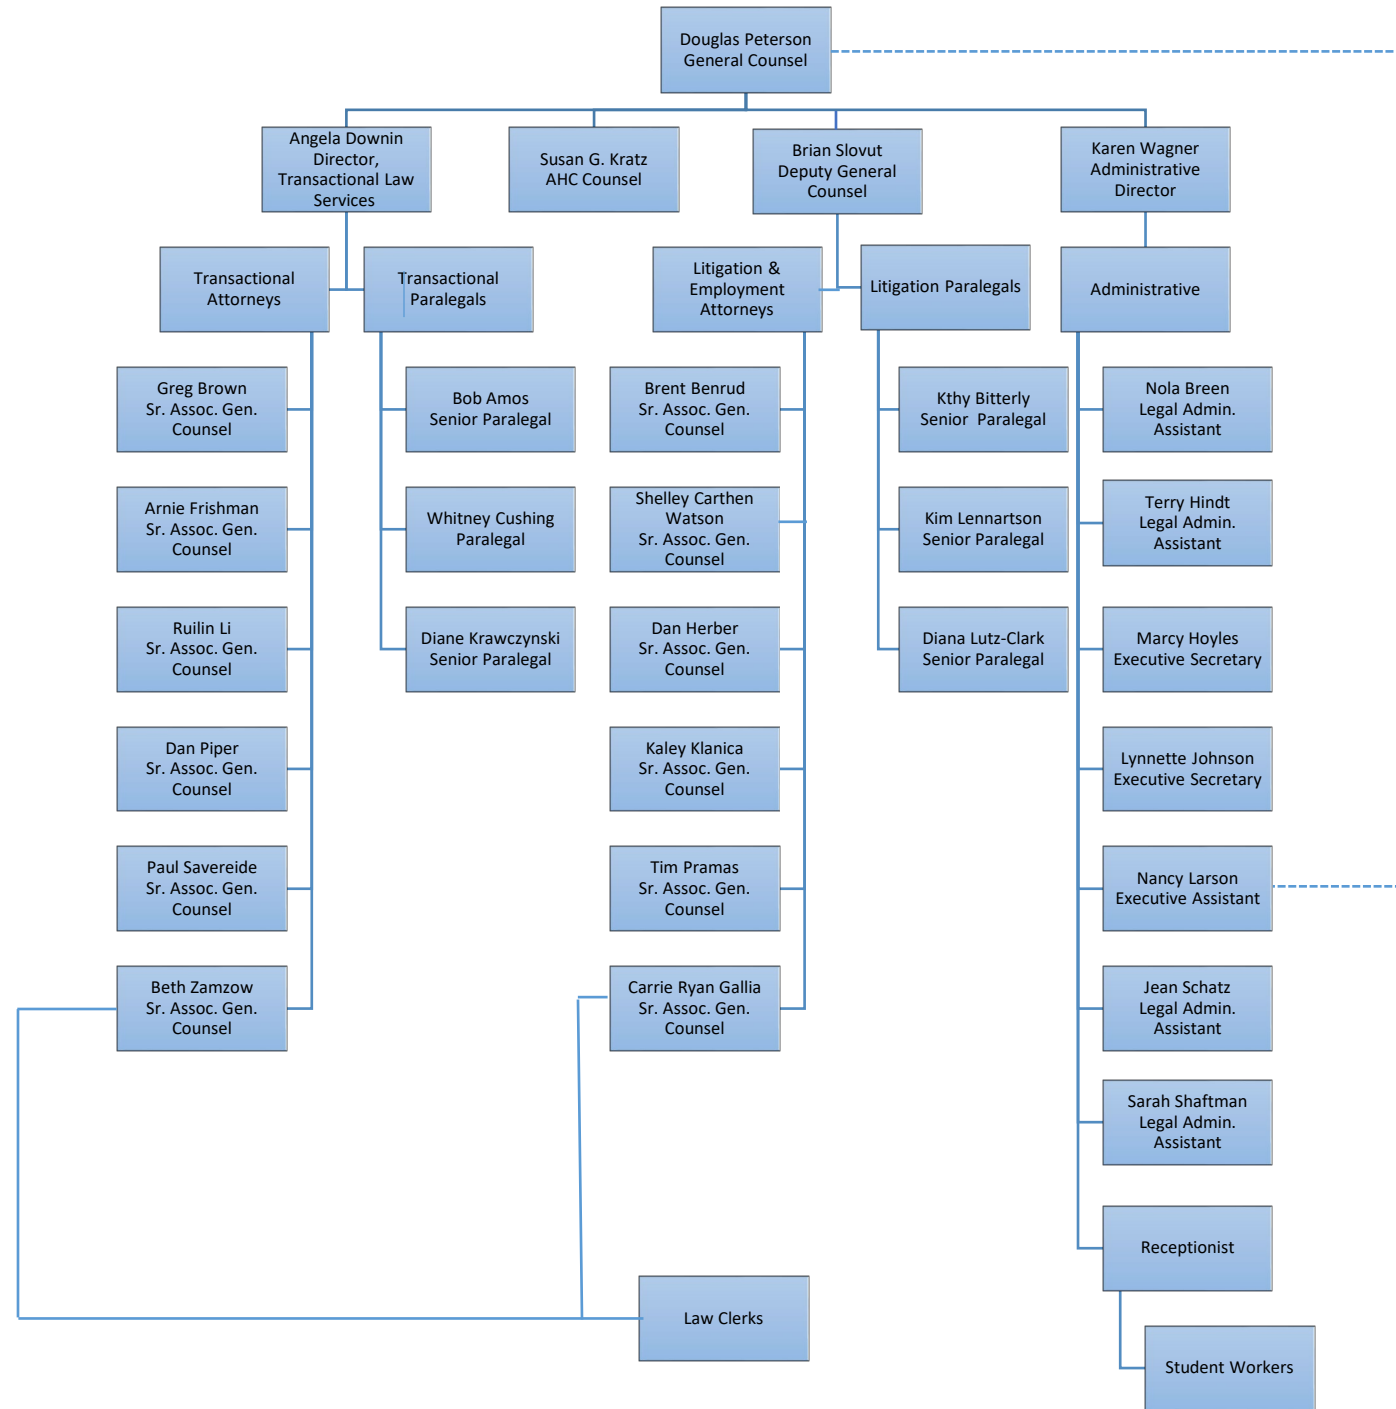 Douglas Peterson
General Counsel
Angela Downin
Director,
Transactional Law
Services
Susan G. Kratz
AHC Counsel
Brian Slovut
Deputy General
Counsel
Karen Wagner
Administrative
Director
Transactional
Attorneys
Transactional
Paralegals
Litigation &
Employment
Attorneys
Litigation Paralegals
Administrative
Greg Brown
Sr. Assoc. Gen.
Counsel
Bob Amos
Senior Paralegal
Brent Benrud
Sr. Assoc. Gen.
Counsel
Kthy Bitterly
Senior Paralegal
Nola Breen
Legal Admin.
Assistant
Arnie Frishman
Sr. Assoc. Gen.
Counsel
Whitney Cushing
Paralegal
Shelley Carthen
Watson
Sr. Assoc. Gen.
Counsel
Kim Lennartson
Senior Paralegal
Terry Hindt
Legal Admin.
Assistant
Ruilin Li
Sr. Assoc. Gen.
Counsel
Diane Krawczynski
Senior Paralegal
Dan Herber
Sr. Assoc. Gen.
Counsel
Diana Lutz-Clark
Senior Paralegal
Marcy Hoyles
Executive Secretary
Dan Piper
Sr. Assoc. Gen.
Counsel
Kaley Klanica
Sr. Assoc. Gen.
Counsel
Lynnette Johnson
Executive Secretary
Paul Savereide
Sr. Assoc. Gen.
Counsel
Tim Pramas
Sr. Assoc. Gen.
Counsel
Nancy Larson
Executive Assistant
Beth Zamzow
Sr. Assoc. Gen.
Counsel
Carrie Ryan Gallia
Sr. Assoc. Gen.
Counsel
Jean Schatz
Legal Admin.
Assistant
Sarah Shaftman
Legal Admin.
Assistant
Receptionist
Law Clerks
Student Workers